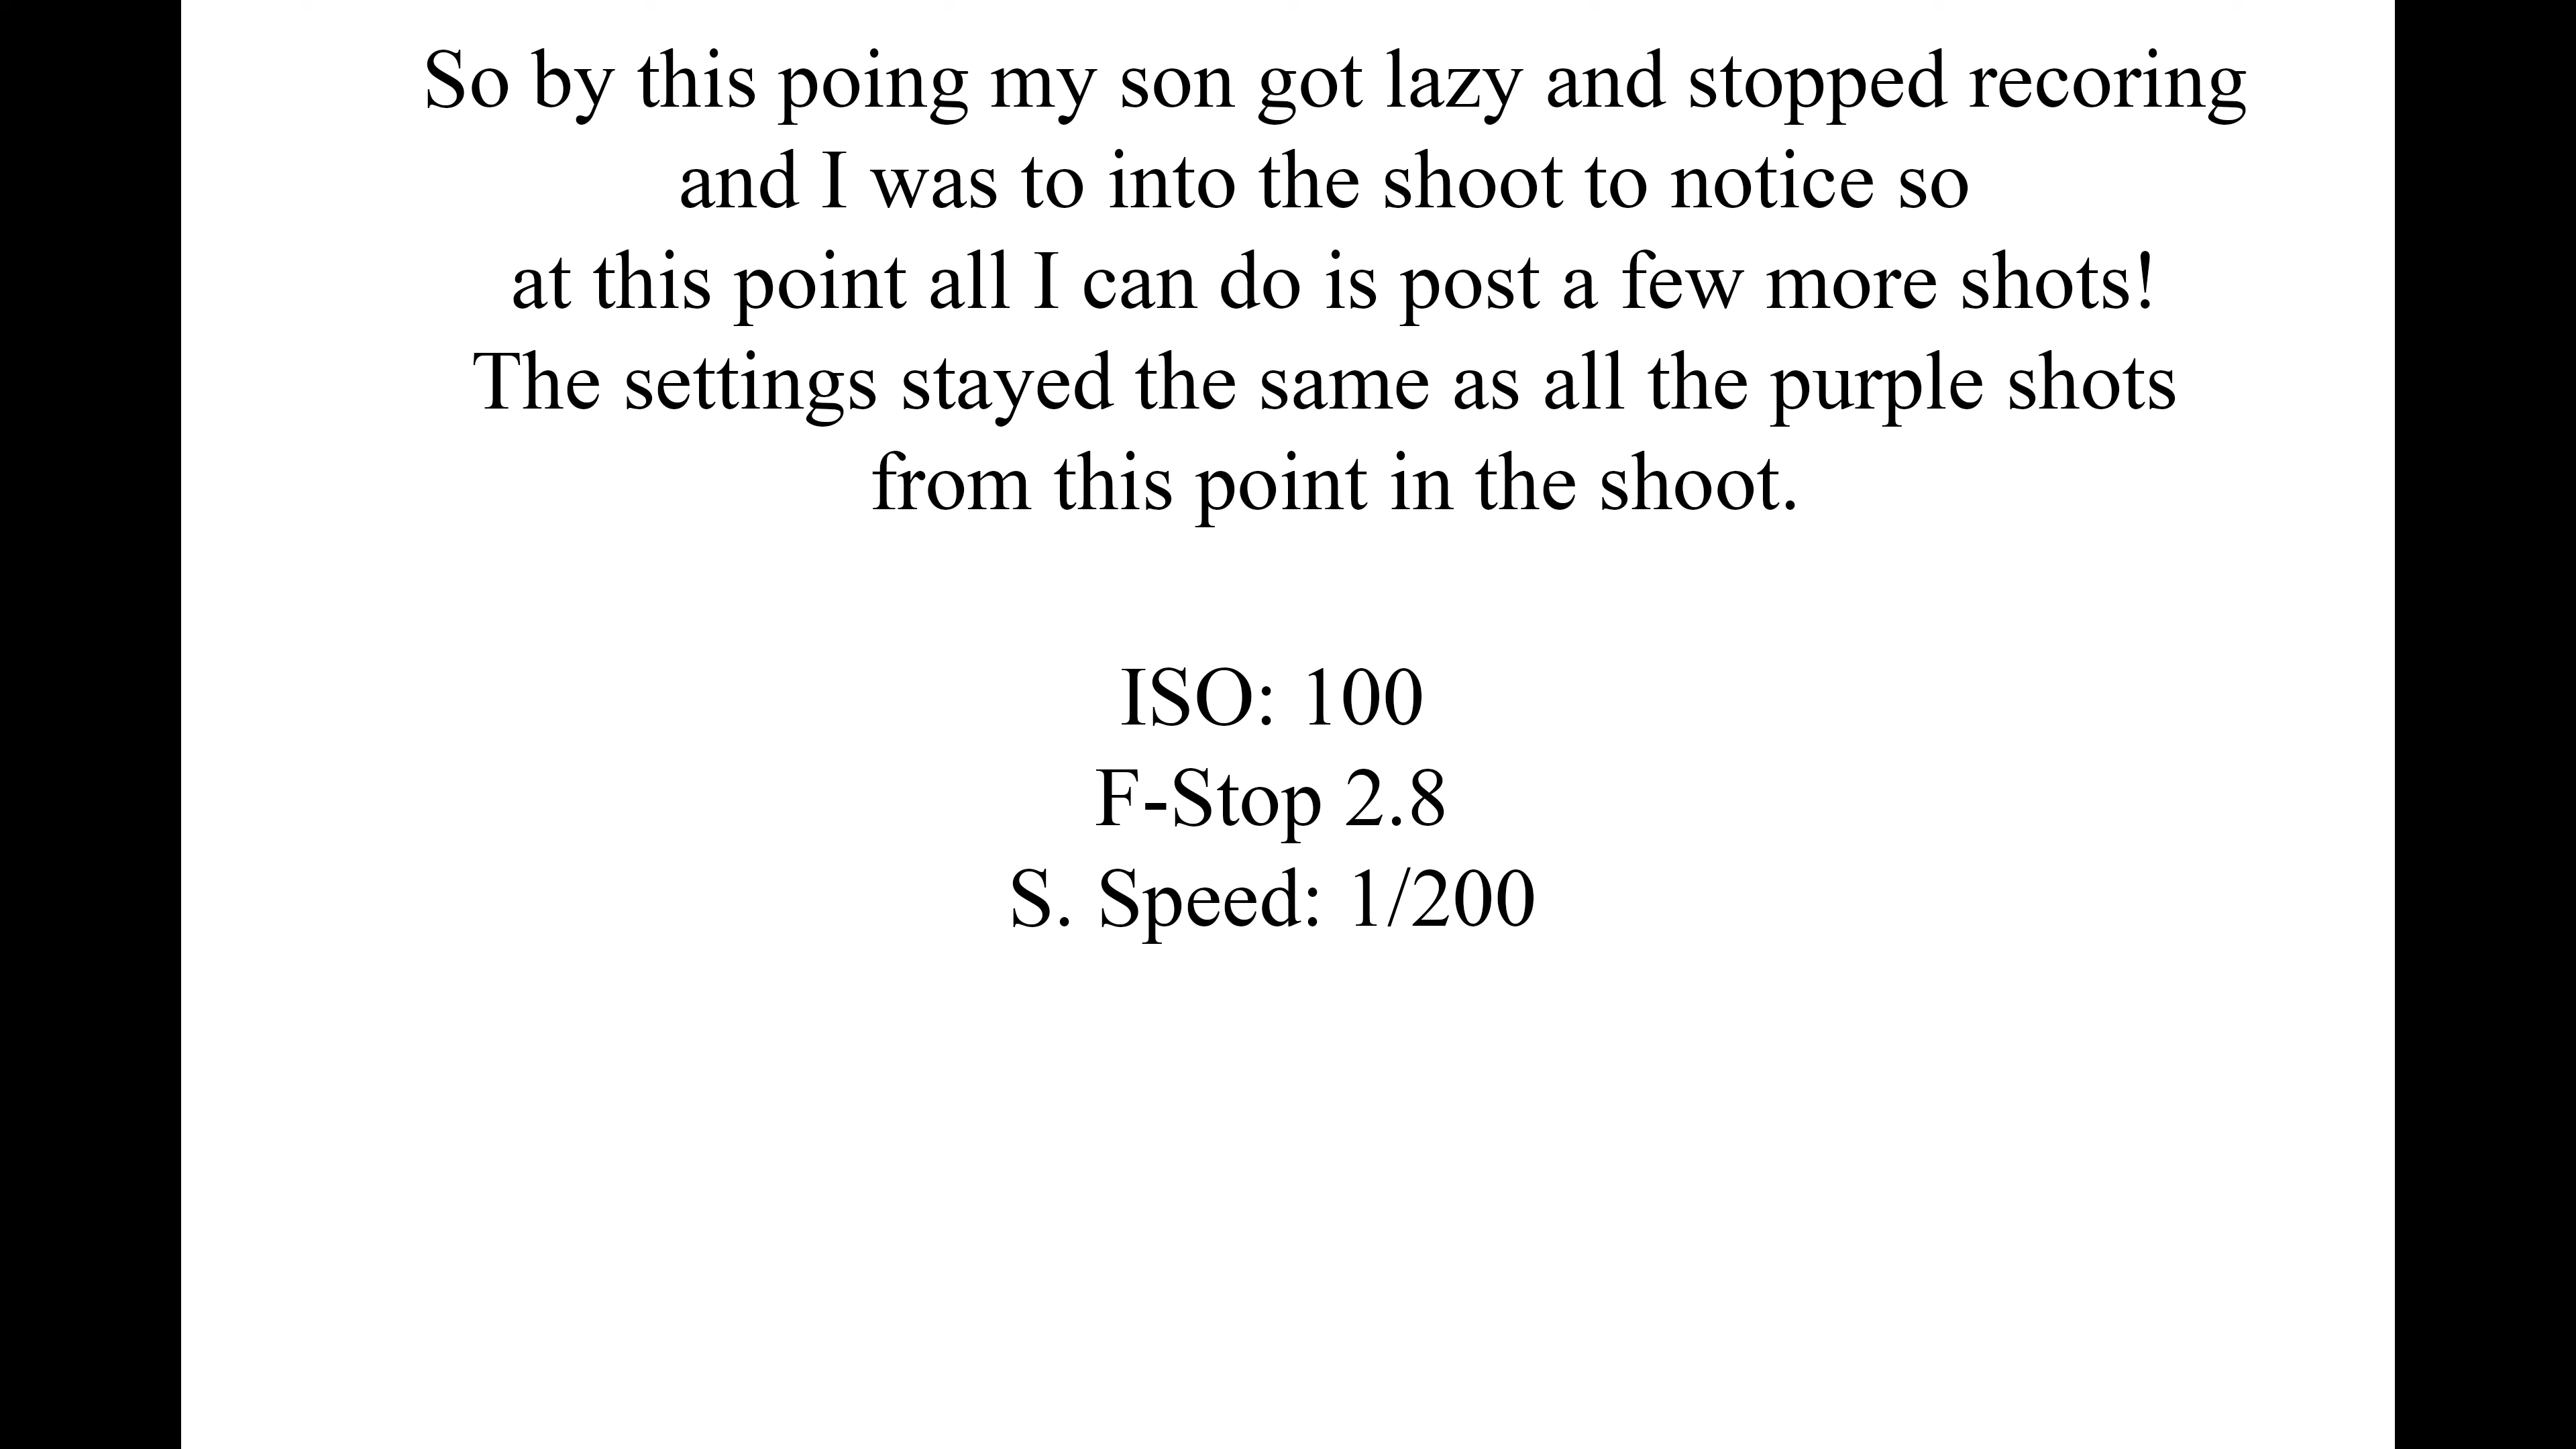 So by this poing my son got lazy and stopped recoring
and I was to into the shoot to notice so
at this point all I can do is post a few more shots!
The settings stayed the same as all the purple shots
from this point in the shoot.
ISO: 100
F-Stop 2.8
S. Speed: 1/200